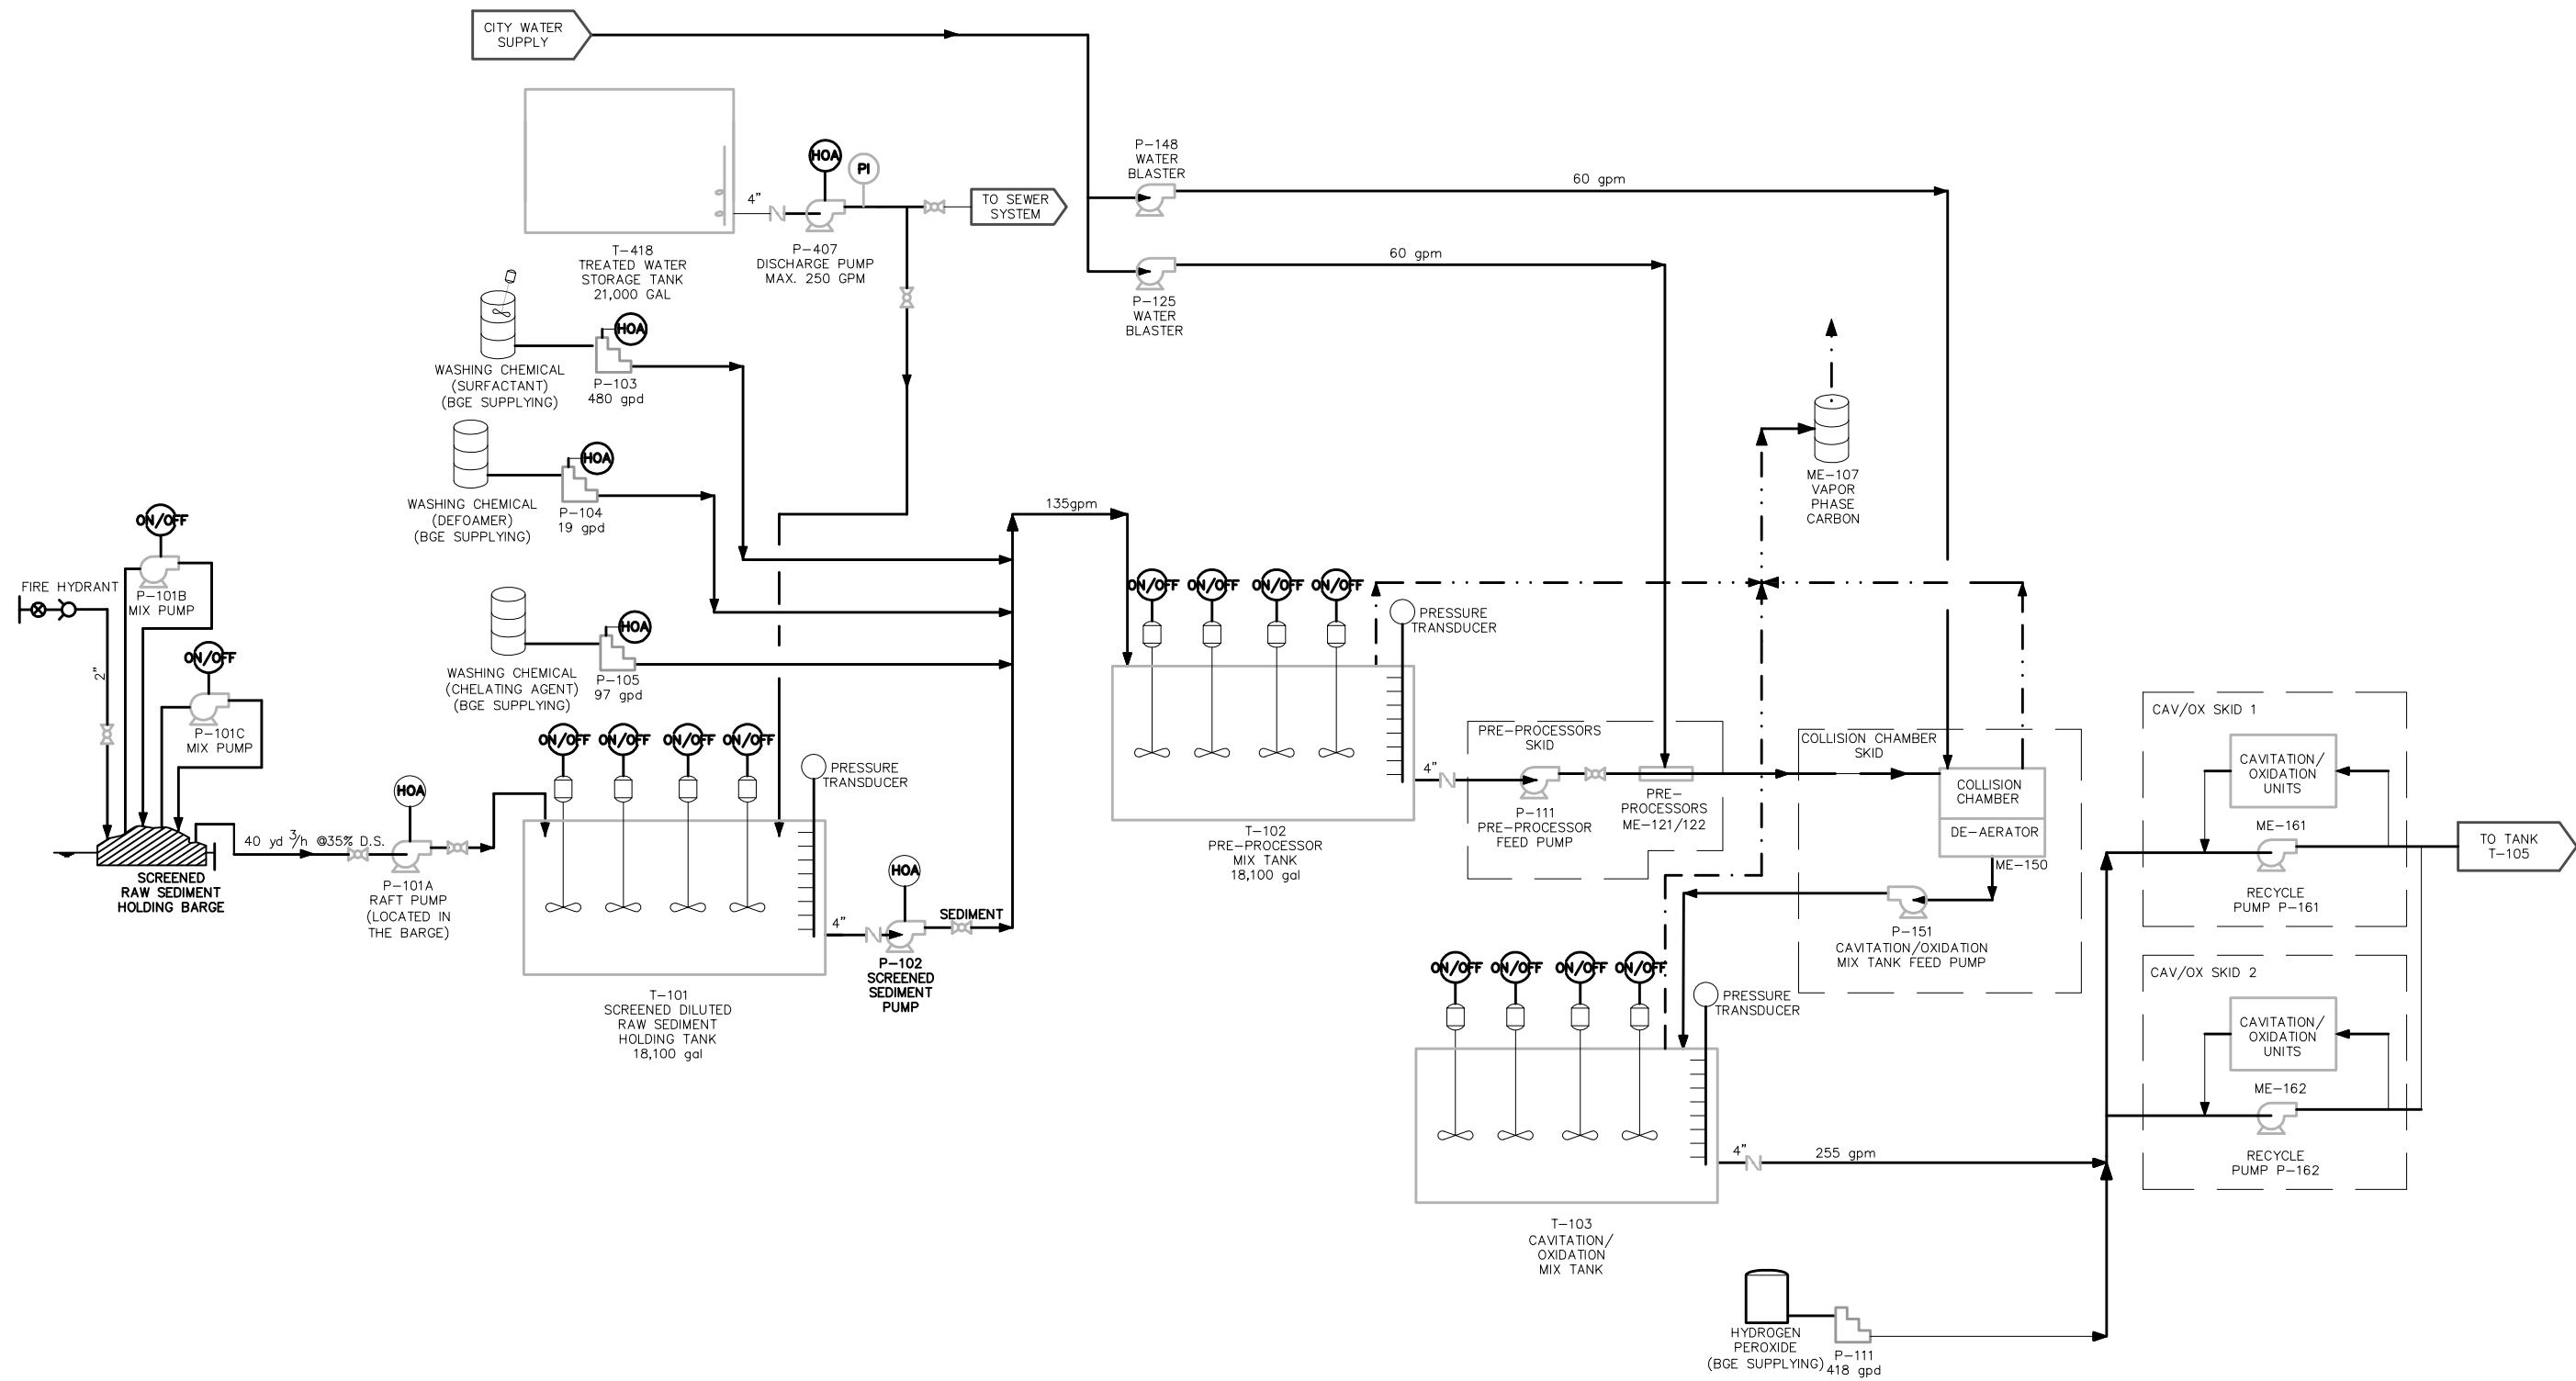 CITY WATER
SUPPLY
HOA
PI
4"
TO SEWER
SYSTEM
T-418
TREATED WATER
STORAGE TANK
21,000 GAL
P-407
DISCHARGE PUMP
MAX. 250 GPM
P-148
WATER
BLASTER
60 gpm
60 gpm
P-125
WATER
BLASTER
HOA
WASHING CHEMICAL
(SURFACTANT)
(BGE SUPPLYING)
P-103
480 gpd
HOA
WASHING CHEMICAL
(DEFOAMER)
(BGE SUPPLYING)
P-104
19 gpd
HOA
WASHING CHEMICAL
(CHELATING AGENT)
(BGE SUPPLYING)
P-105
97 gpd
ME-107
VAPOR
PHASE
CARBON
135gpm
ON/OFF
P-101B
MIX PUMP
FIRE HYDRANT
2"
ON/OFF
P-101C
MIX PUMP
HOA
40 yd 3/h @35% D.S.
SCREENED
RAW SEDIMENT
HOLDING BARGE
P-101A
RAFT PUMP
(LOCATED IN
THE BARGE)
ON/OFF
ON/OFF
ON/OFF
ON/OFF
PRESSURE
TRANSDUCER
4"
T-101
SCREENED DILUTED
RAW SEDIMENT
HOLDING TANK
18,100 gal
HOA
SEDIMENT
P-102
SCREENED
SEDIMENT
PUMP
ON/OFF
ON/OFF
ON/OFF
ON/OFF
PRESSURE
TRANSDUCER
4"
T-102
PRE-PROCESSOR
MIX TANK
18,100 gal
PRE-PROCESSORS
SKID
P-111
PRE-PROCESSOR
FEED PUMP
PRE-
PROCESSORS
ME-121/122
COLLISION CHAMBER
SKID
COLLISION
CHAMBER
DE-AERATOR
ME-150
P-151
CAVITATION/OXIDATION
MIX TANK FEED PUMP
ON/OFF
ON/OFF
ON/OFF
ON/OFF
PRESSURE
TRANSDUCER
4"
255 gpm
T-103
CAVITATION/
OXIDATION
MIX TANK
HYDROGEN
PEROXIDE
(BGE SUPPLYING)
P-111
418 gpd
CAV/OX SKID 1
CAVITATION/
OXIDATION
UNITS
ME-161
RECYCLE
PUMP P-161
TO TANK
T-105
CAV/OX SKID 2
CAVITATION/
OXIDATION
UNITS
ME-162
RECYCLE
PUMP P-162